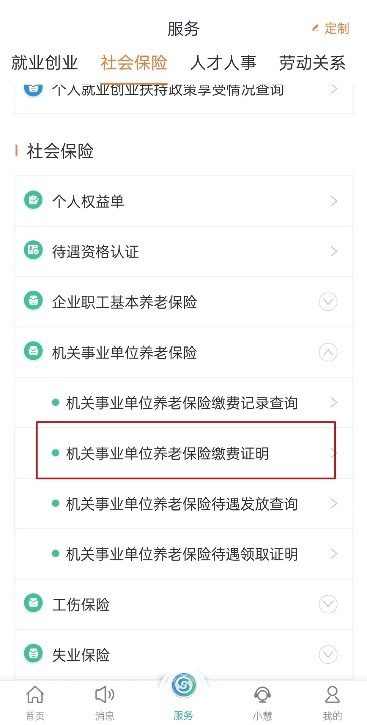 服务
定制
就业创业 社会保险 人才人事 劳动关系
个人就业创业扶持政策享受情况查询
社会保险
个人权益单
待遇资格认证
企业职工基本养老保险
机关事业单位养老保险
机关事业单位养老保险缴费记录查询
机关事业单位养老保险缴费证明
机关事业单位养老保险待遇发放查询
机关事业单位养老保险待遇领取证明
工伤保险
失业保险
首页 消息 服务 小慧 我的